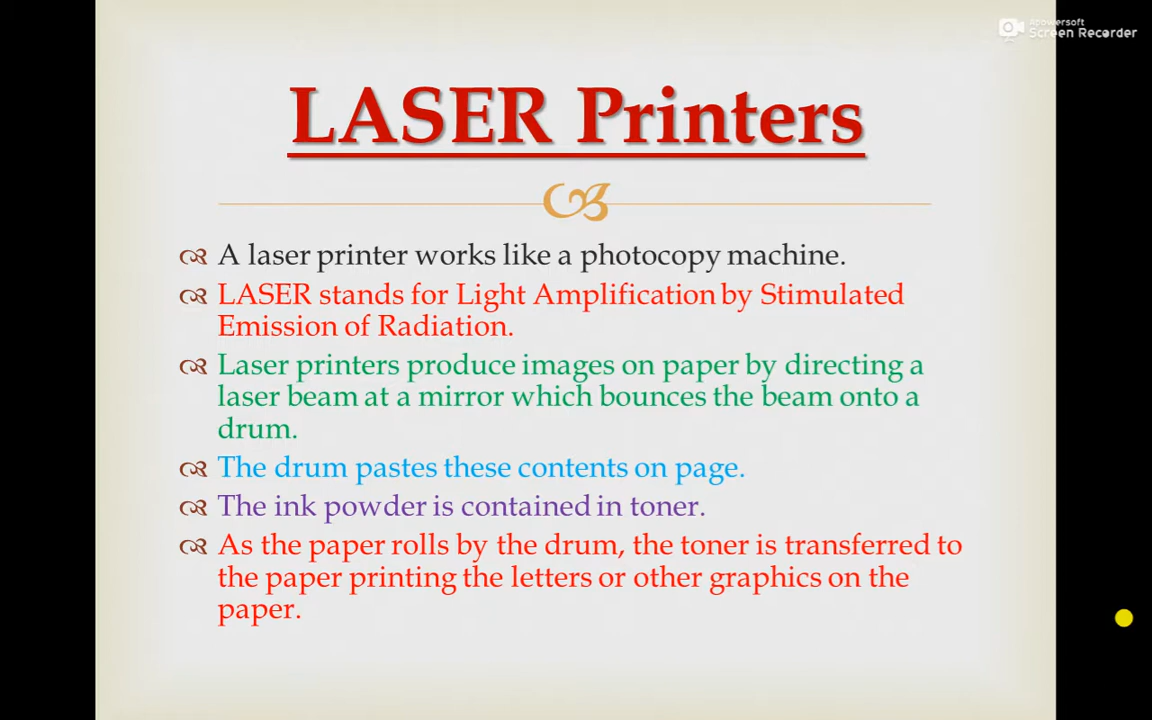 Apowersoft
Screen Recorder
LASER Printers
A laser printer works like a photocopy machine.
LASER stands for Light Amplification by Stimulated
Emission of Radiation.
Laser printers produce images on paper by directing a
laser beam at a mirror which bounces the beam onto a
drum.
The drum pastes these contents on page.
The ink powder is contained in toner.
As the paper rolls by the drum, the toner is transferred to
the paper printing the letters or other graphics on the
paper.